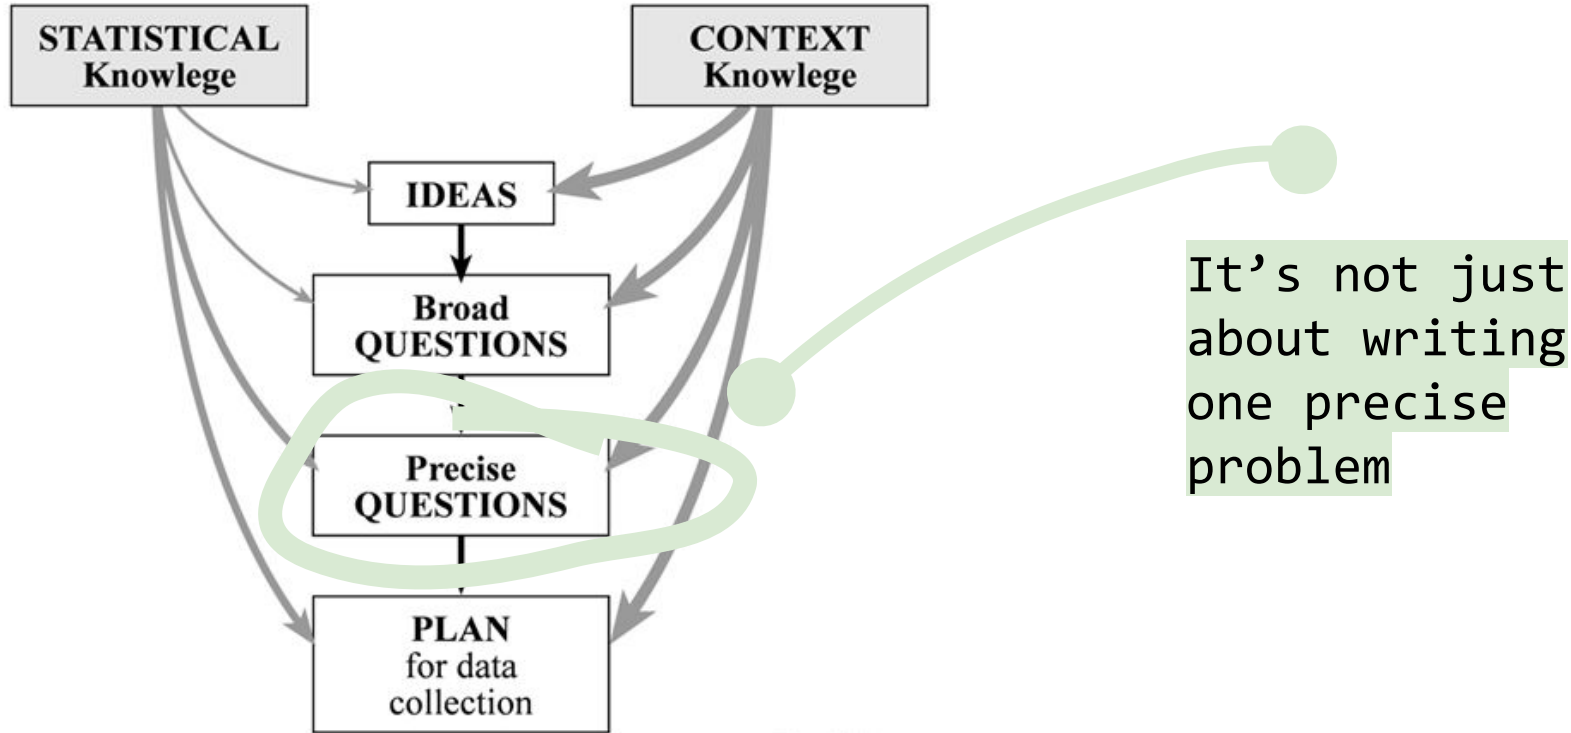 STATISTICAL
Knowlege
CONTEXT
Knowlege
IDEAS
Broad
QUESTIONS
Precise
QUESTIONS
PLAN
for data
collection
It’s not just
about writing
one precise
problem